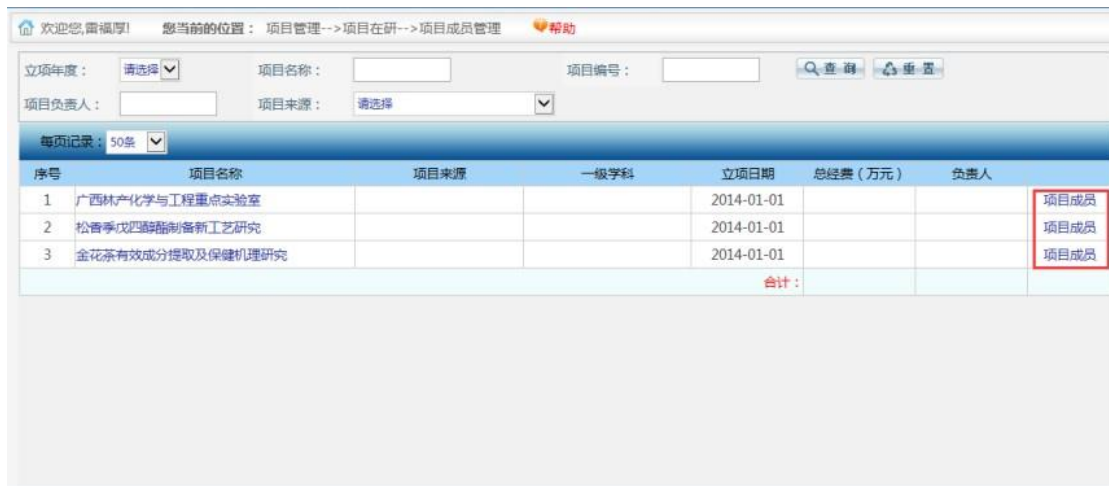 欢迎您,雷福厚! 您当前的位置： 项目管理-->项目在研-->项目成员管理 帮助
立项年度： 请选择 项目名称： 项目编号： 查 询 重 置
项目负责人： 项目来源： 请选择
每页记录：50条
序号 项目名称 项目来源 一级学科 立项日期 总经费（万元） 负责人
1 广西林产化学与工程重点实验室 2014-01-01 项目成员
2 松香季戊四醇酯制备新工艺研究 2014-01-01 项目成员
3 金花茶有效成分提取及保健机理研究 2014-01-01 项目成员
合计：